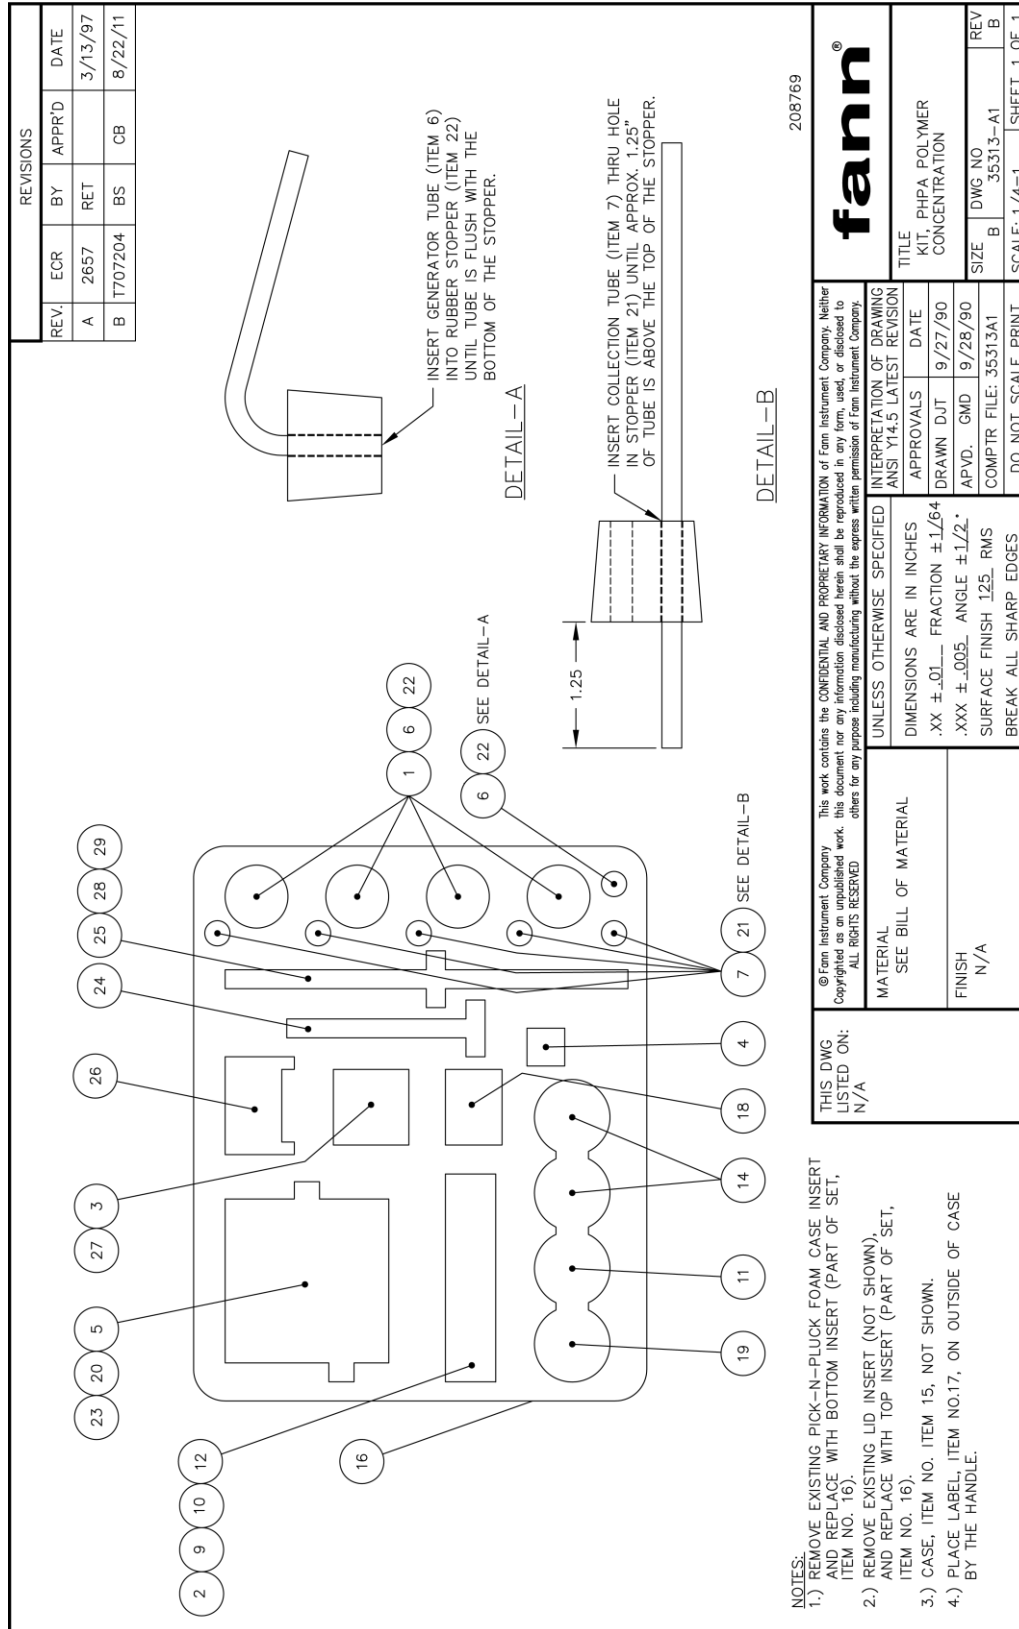 REVISIONS
REV. ECR BY APPR'D DATE
A 2657 RET 3/13/97
B T707204 BS CB 8/22/11
29
28
25
24
26
3
27
5
20
23
12
10
9
2
16
22
6
1
22 SEE DETAIL-A
6
21 SEE DETAIL-B
7
4
18
14
11
19
INSERT GENERATOR TUBE (ITEM 6)
INTO RUBBER STOPPER (ITEM 22)
UNTIL TUBE IS FLUSH WITH THE
BOTTOM OF THE STOPPER.
DETAIL-A
INSERT COLLECTION TUBE (ITEM 7) THRU HOLE
IN STOPPER (ITEM 21) UNTIL APPROX. 1.25"
OF TUBE IS ABOVE THE TOP OF THE STOPPER.
1.25
DETAIL-B
208769
NOTES:
1.) REMOVE EXISTING PICK-N-PLUCK FOAM CASE INSERT
AND REPLACE WITH BOTTOM INSERT (PART OF SET,
ITEM NO. 16).
2.) REMOVE EXISTING LID INSERT (NOT SHOWN),
AND REPLACE WITH TOP INSERT (PART OF SET,
ITEM NO. 16).
3.) CASE, ITEM NO. ITEM 15, NOT SHOWN.
4.) PLACE LABEL, ITEM NO.17, ON OUTSIDE OF CASE
BY THE HANDLE.
THIS DWG
LISTED ON:
N/A
© Fann Instrument Company This work contains the CONFIDENTIAL AND PROPRIETARY INFORMATION of Fann Instrument Company. Neither
Copyrighted as an unpublished work. this document nor any information disclosed herein shall be reproduced in any form, used, or disclosed to
ALL RIGHTS RESERVED others for any purpose including manufacturing without the express written permission of Fann Instrument Company.
MATERIAL
SEE BILL OF MATERIAL
FINISH
N/A
UNLESS OTHERWISE SPECIFIED
DIMENSIONS ARE IN INCHES
.XX ±.01 FRACTION ±1/64
.XXX ±.005 ANGLE ±1/2°
SURFACE FINISH 125 RMS
BREAK ALL SHARP EDGES
INTERPRETATION OF DRAWING
ANSI Y14.5 LATEST REVISION
APPROVALS DATE
DRAWN DJT 9/27/90
APVD. GMD 9/28/90
COMPTR FILE: 35313A1
DO NOT SCALE PRINT
fann®
TITLE
KIT, PHPA POLYMER
CONCENTRATION
SIZE B DWG NO 35313-A1 REV B
SCALE: 1/4=1 SHEET 1 OF 1